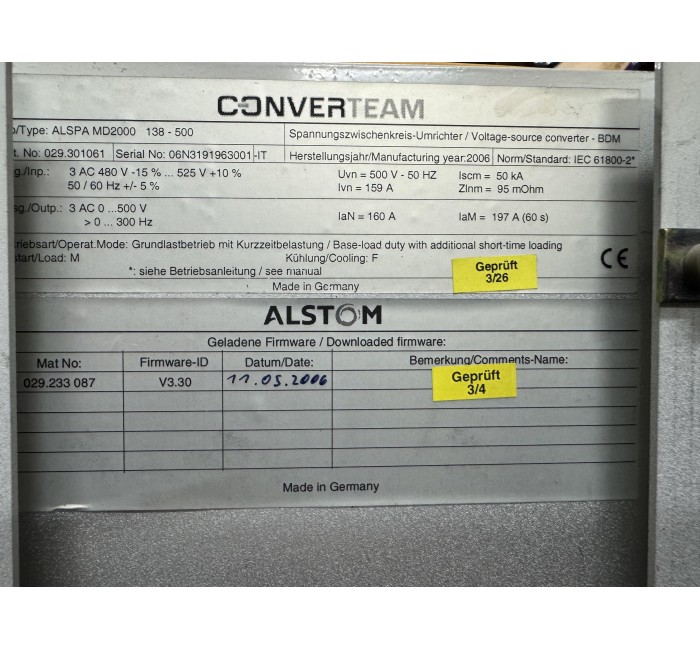 CONVERTEAM
/Type: ALSPA MD2000 138 - 500
Spannungszwischenkreis-Umrichter / Voltage-source converter - BDM
t. No: 029.301061 Serial No: 06N3191963001-IT
Herstellungsjahr/Manufacturing year:2006 Norm/Standard: IEC 61800-2*
g./Inp.: 3 AC 480 V -15 % ... 525 V +10 %
50 / 60 Hz +/- 5 %
Uvn = 500 V - 50 Hz Iscm = 50 kA
Ivn = 159 A ZInm = 95 mOhm
sg./Outp.: 3 AC 0 ...500 V
> 0 ... 300 Hz
IaN = 160 A IaM = 197 A (60 s)
riebsart/Operat.Mode: Grundlastbetrieb mit Kurzzeitbelastung / Base-load duty with additional short-time loading
start/Load: M Kühlung/Cooling: F
*: siehe Betriebsanleitung / see manual
Made in Germany
Geprüft
3/26
CE
ALSTOM
Geladene Firmware / Downloaded firmware:
Mat No: Firmware-ID Datum/Date: Bemerkung/Comments-Name:
029.233 087 V3.30 11.05.2006
Geprüft
3/4
Made in Germany